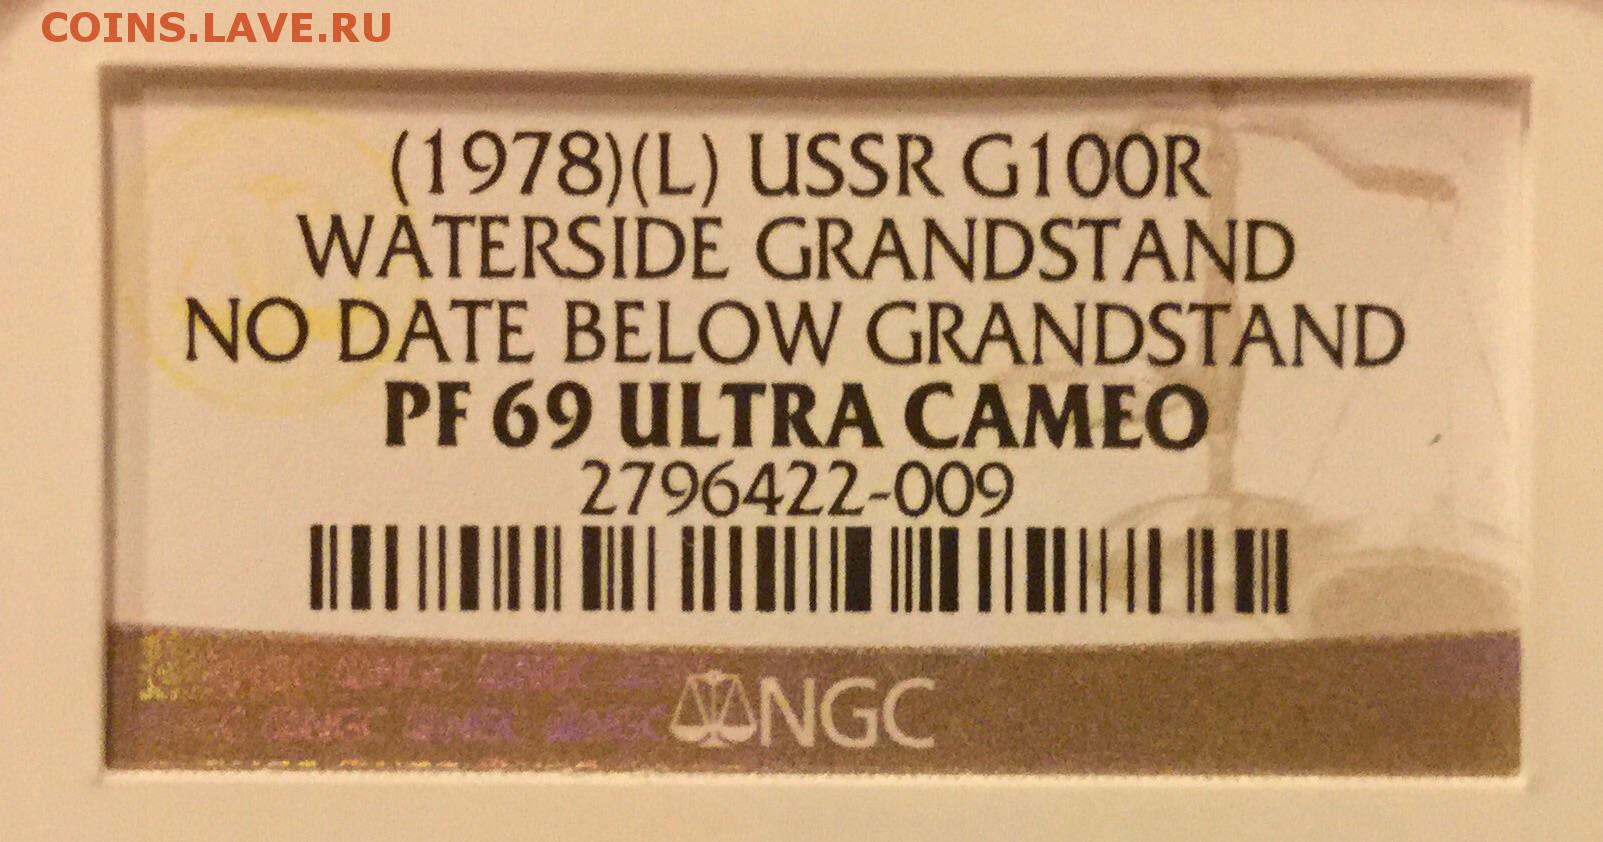 COINS.LAVE.RU
(1978)(L) USSR G100R
WATERSIDE GRANDSTAND
NO DATE BELOW GRANDSTAND
PF 69 ULTRA CAMEO
2796422-009
NGC